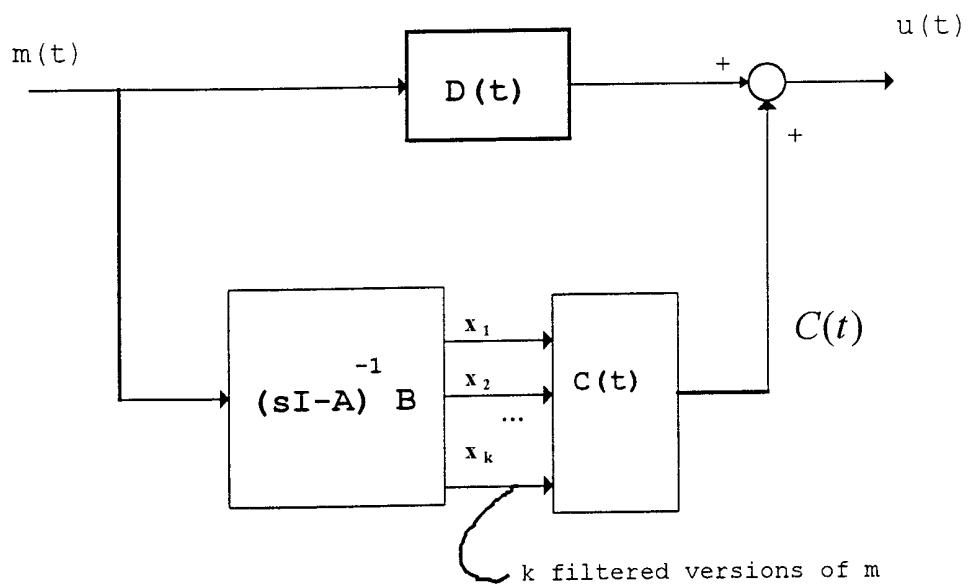 u(t)
m(t)
+
D(t)
+
x1
C(t)
-1
(sI-A) B
x2
C(t)
...
xk
k filtered versions of m